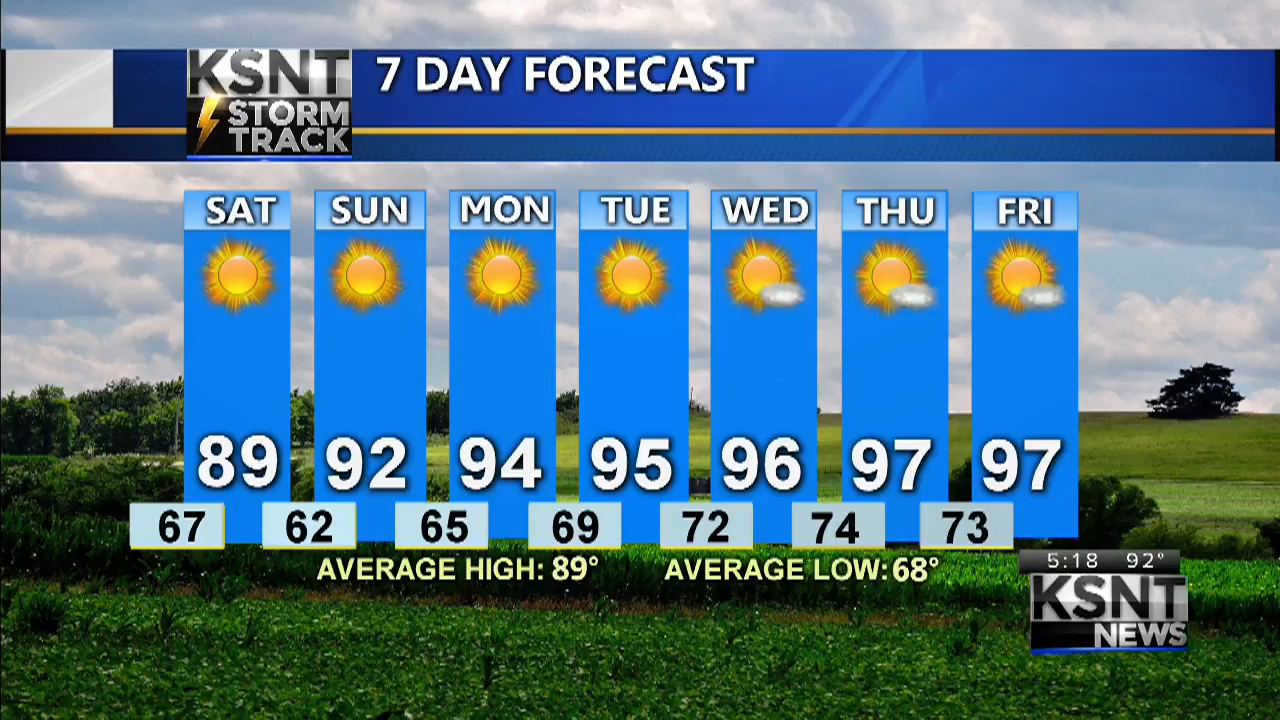 KSNT
STORM
TRACK
7 DAY FORECAST
SAT SUN MON TUE WED THU FRI
89 92 94 95 96 97 97
67 62 65 69 72 74 73
AVERAGE HIGH: 89° AVERAGE LOW: 68°
5:18 92°
KSNT
NEWS